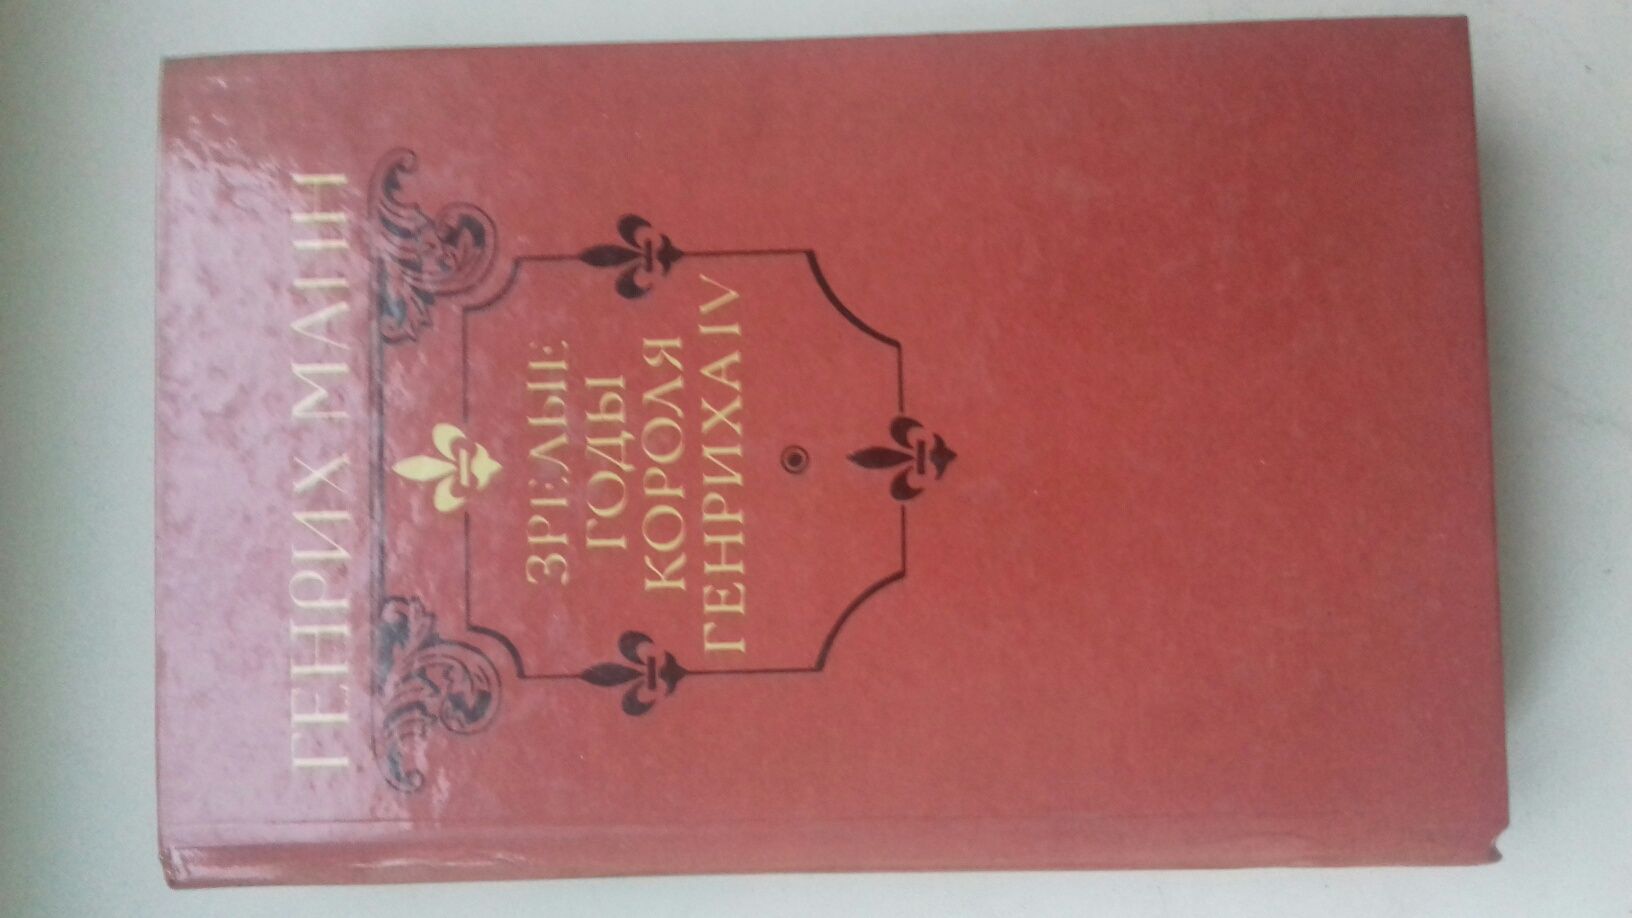 ГЕНРИХ МАНН
ЗРЕЛЫЕ
ГОДЫ
КОРОЛЯ
ГЕНРИХА IV